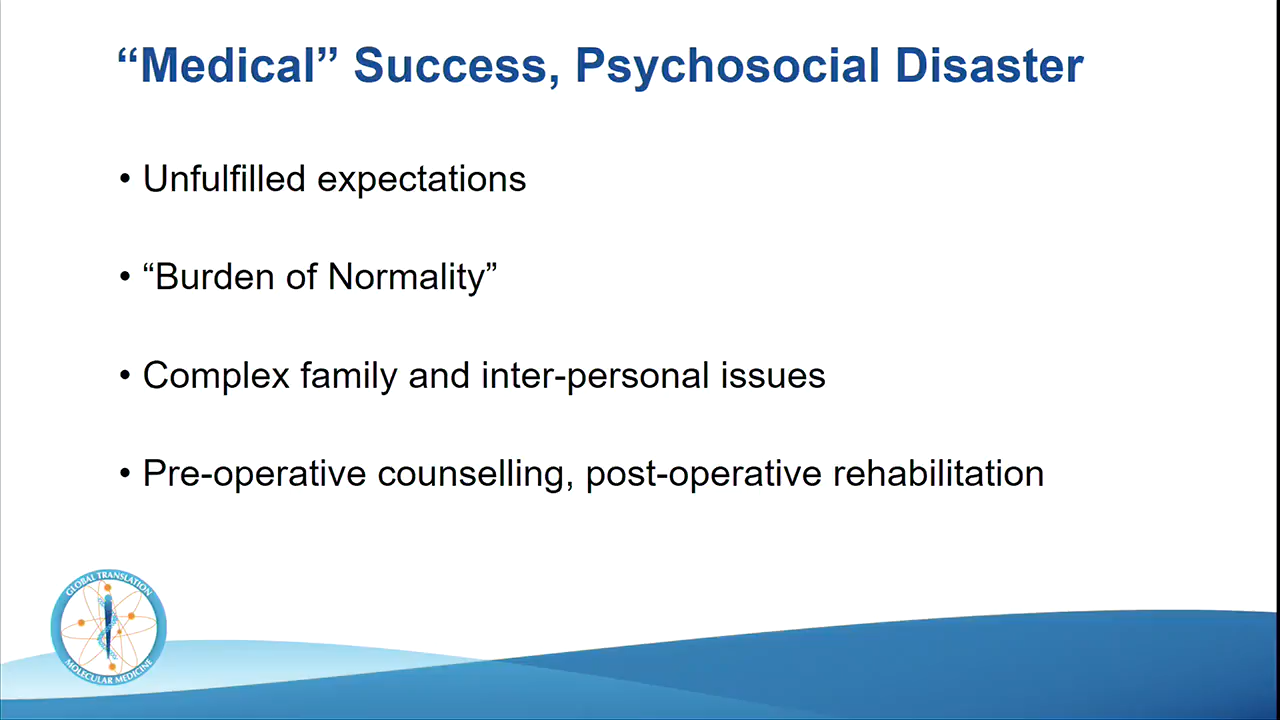 “Medical” Success, Psychosocial Disaster
• Unfulfilled expectations
• “Burden of Normality”
• Complex family and inter-personal issues
• Pre-operative counselling, post-operative rehabilitation
GLOBAL TRANSLATION
MOLECULAR MEDICINE